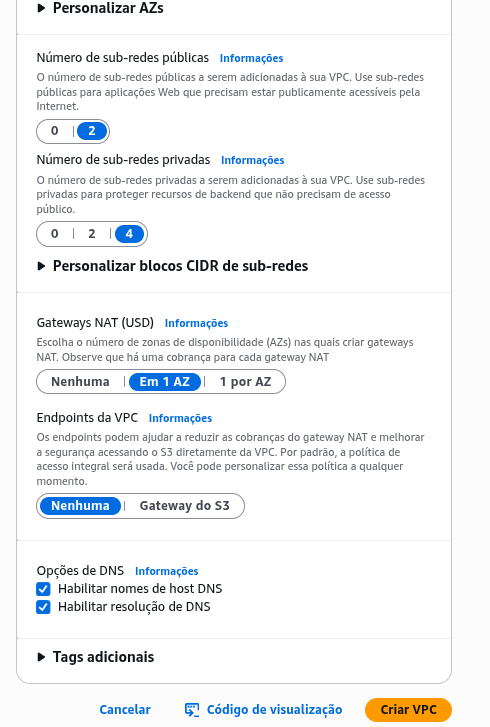 Personalizar AZs
Número de sub-redes públicas Informações
O número de sub-redes públicas a serem adicionadas à sua VPC. Use sub-redes
públicas para aplicações Web que precisam estar publicamente acessíveis pela
Internet.
0 | 2
Número de sub-redes privadas Informações
O número de sub-redes privadas a serem adicionadas à sua VPC. Use sub-redes
privadas para proteger recursos de backend que não precisam de acesso
público.
0 | 2 | 4
Personalizar blocos CIDR de sub-redes
Gateways NAT (USD) Informações
Escolha o número de zonas de disponibilidade (AZs) nas quais criar gateways
NAT. Observe que há uma cobrança para cada gateway NAT
Nenhuma | Em 1 AZ | 1 por AZ
Endpoints da VPC Informações
Os endpoints podem ajudar a reduzir as cobranças do gateway NAT e melhorar
a segurança acessando o S3 diretamente da VPC. Por padrão, a política de
acesso integral será usada. Você pode personalizar essa política a qualquer
momento.
Nenhuma | Gateway do S3
Opções de DNS Informações
Habilitar nomes de host DNS
Habilitar resolução de DNS
Tags adicionais
Cancelar Código de visualização Criar VPC